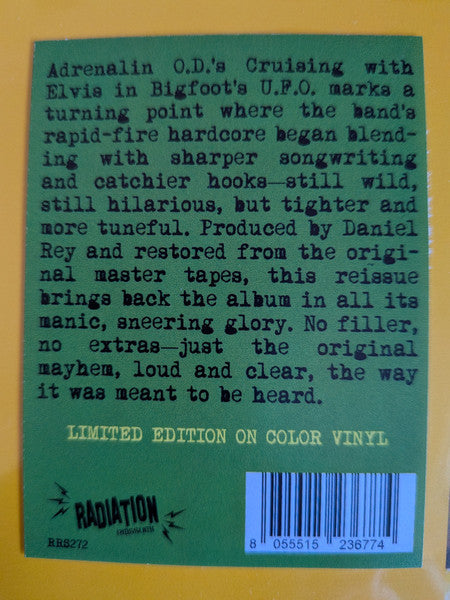 Adrenalin O.D.'s Cruising with
Elvis in Bigfoot's U.F.O. marks a
turning point where the band's
rapid-fire hardcore began blend-
ing with sharper songwriting
and catchier hooks—still wild,
still hilarious, but tighter and
more tuneful. Produced by Daniel
Rey and restored from the origi-
nal master tapes, this reissue
brings back the album in all its
manic, sneering glory. No filler,
no extras—just the original
mayhem, loud and clear, the way
it was meant to be heard.
LIMITED EDITION ON COLOR VINYL
RADIATION
RRS272
8 055515 236774